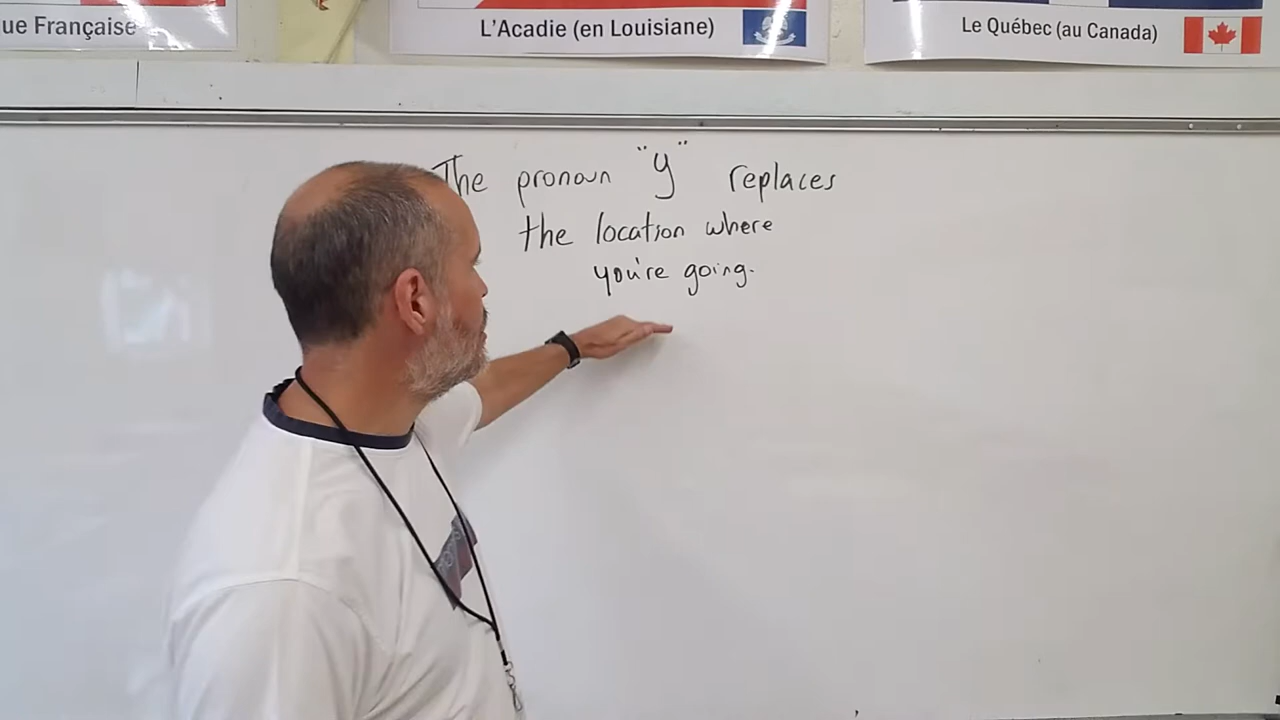 ue Française
L'Acadie (en Louisiane)
Le Québec (au Canada)
The pronoun "y" replaces
the location where
you're going.